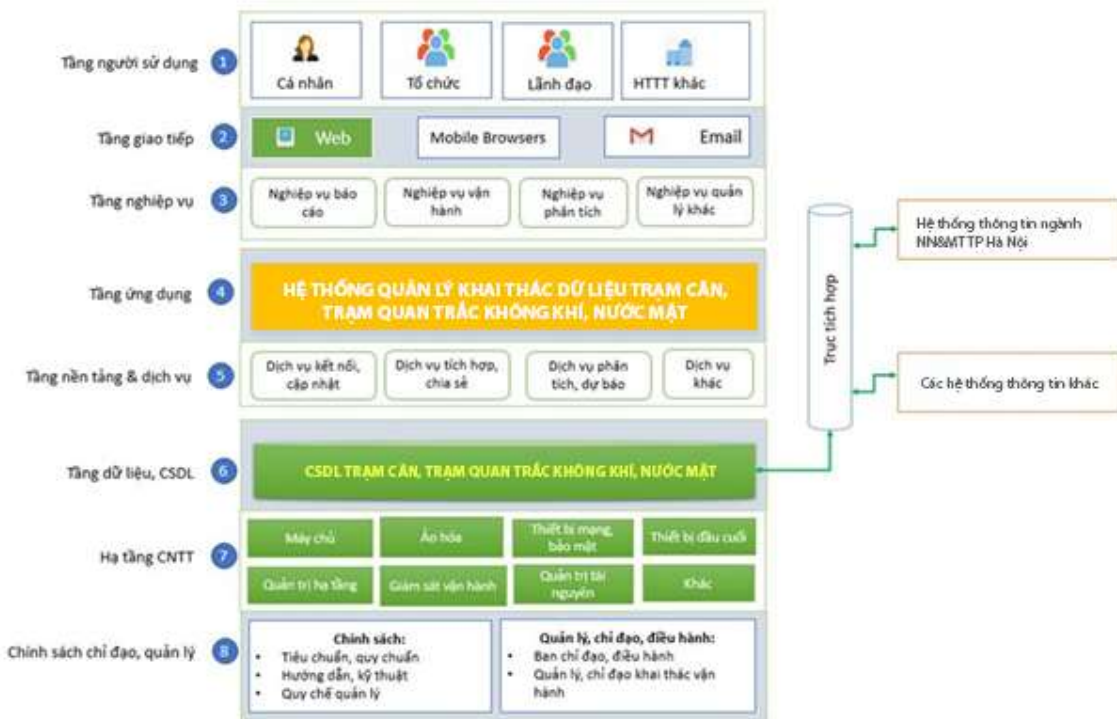 Tầng người sử dụng
1
Cá nhân
Tổ chức
Lãnh đạo
HTTT khác
Tầng giao tiếp
2
Web
Mobile Browsers
Email
Tầng nghiệp vụ
3
Nghiệp vụ báo
cáo
Nghiệp vụ vận
hành
Nghiệp vụ
phân tích
Nghiệp vụ quản
lý khác
Tầng ứng dụng
4
HỆ THỐNG QUẢN LÝ KHAI THÁC DỮ LIỆU TRẠM CÂN,
TRẠM QUAN TRẮC KHÔNG KHÍ, NƯỚC MẶT
Tầng nền tảng & dịch vụ
5
Dịch vụ kết nối,
cập nhật
Dịch vụ tích hợp,
chia sẻ
Dịch vụ phân
tích, dự báo
Dịch vụ
khác
Tầng dữ liệu, CSDL
6
CSDL TRẠM CÂN, TRẠM QUAN TRẮC KHÔNG KHÍ, NƯỚC MẶT
Hạ tầng CNTT
7
Máy chủ
Ảo hóa
Thiết bị mạng,
bảo mật
Thiết bị đầu cuối
Quản trị hạ tầng
Giám sát vận hành
Quản trị tài
nguyên
Khác
Chính sách chỉ đạo, quản lý
8
Chính sách:
• Tiêu chuẩn, quy chuẩn
• Hướng dẫn, kỹ thuật
• Quy chế quản lý
Quản lý, chỉ đạo, điều hành:
• Ban chỉ đạo, điều hành
• Quản lý, chỉ đạo khai thác vận
hành
Trục tích hợp
Hệ thống thông tin ngành
NN&MTTP Hà Nội
Các hệ thống thông tin khác